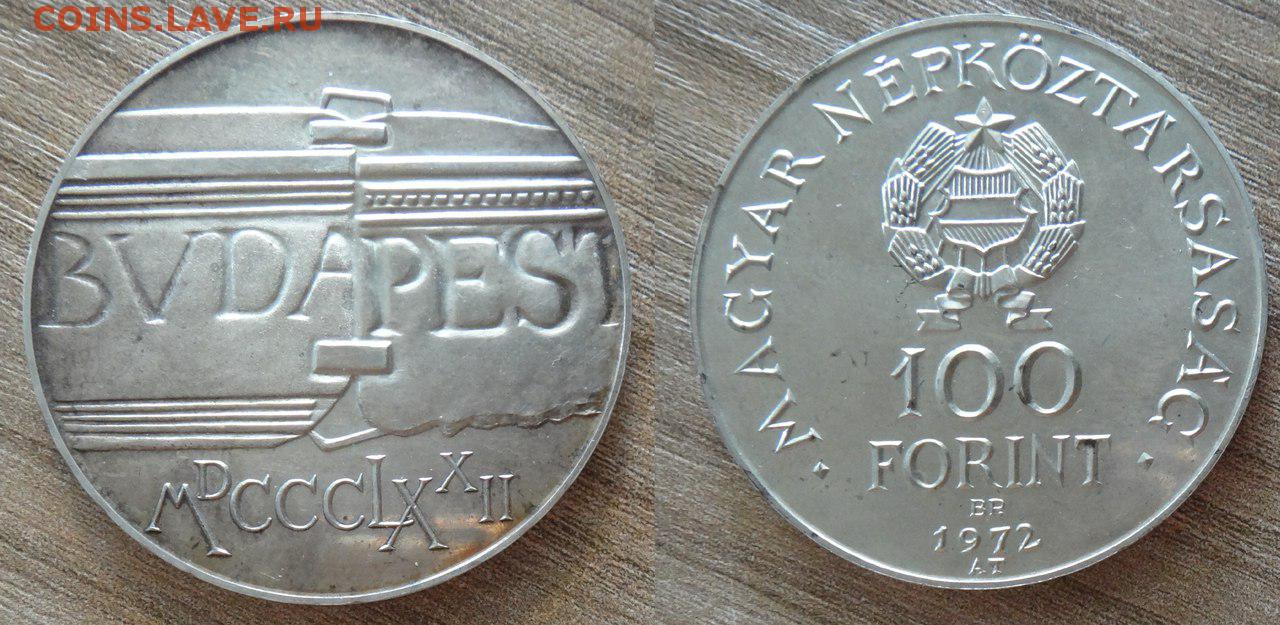 COINS.LAVE.RU
BVDAPEST
MDCCCLXXII
· MAGYAR NÉPKÖZTÁRSASÁG ·
100
FORINT
BP
1972
AT